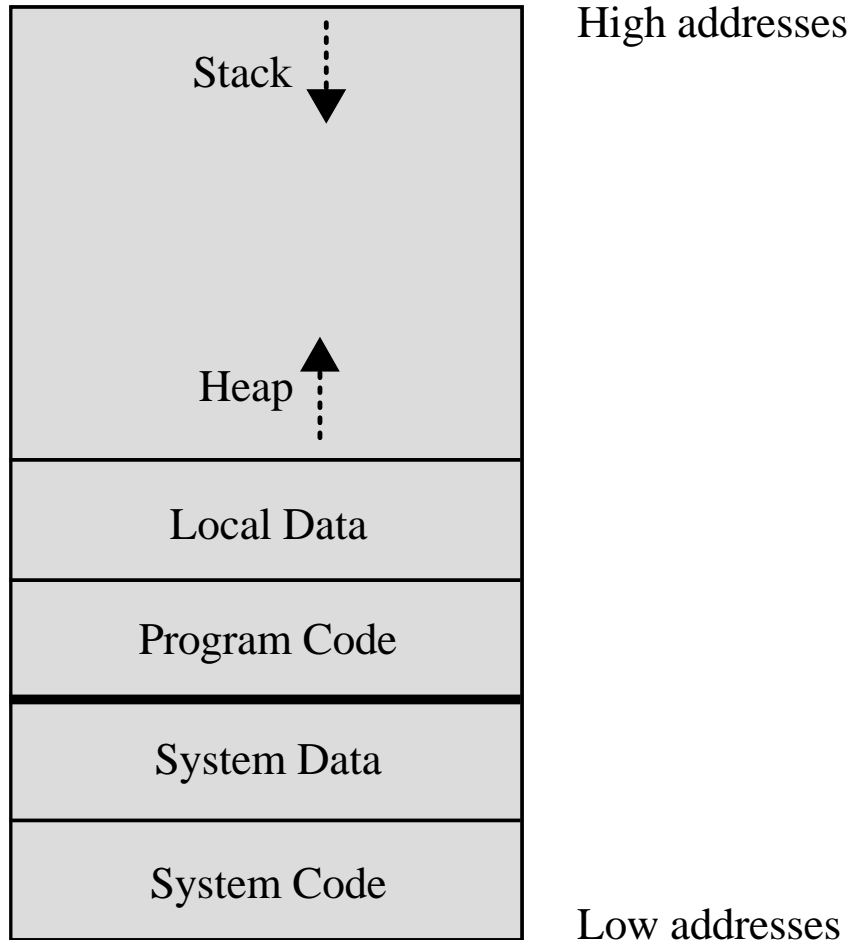 High addresses
Stack
Heap
Local Data
Program Code
System Data
System Code
Low addresses